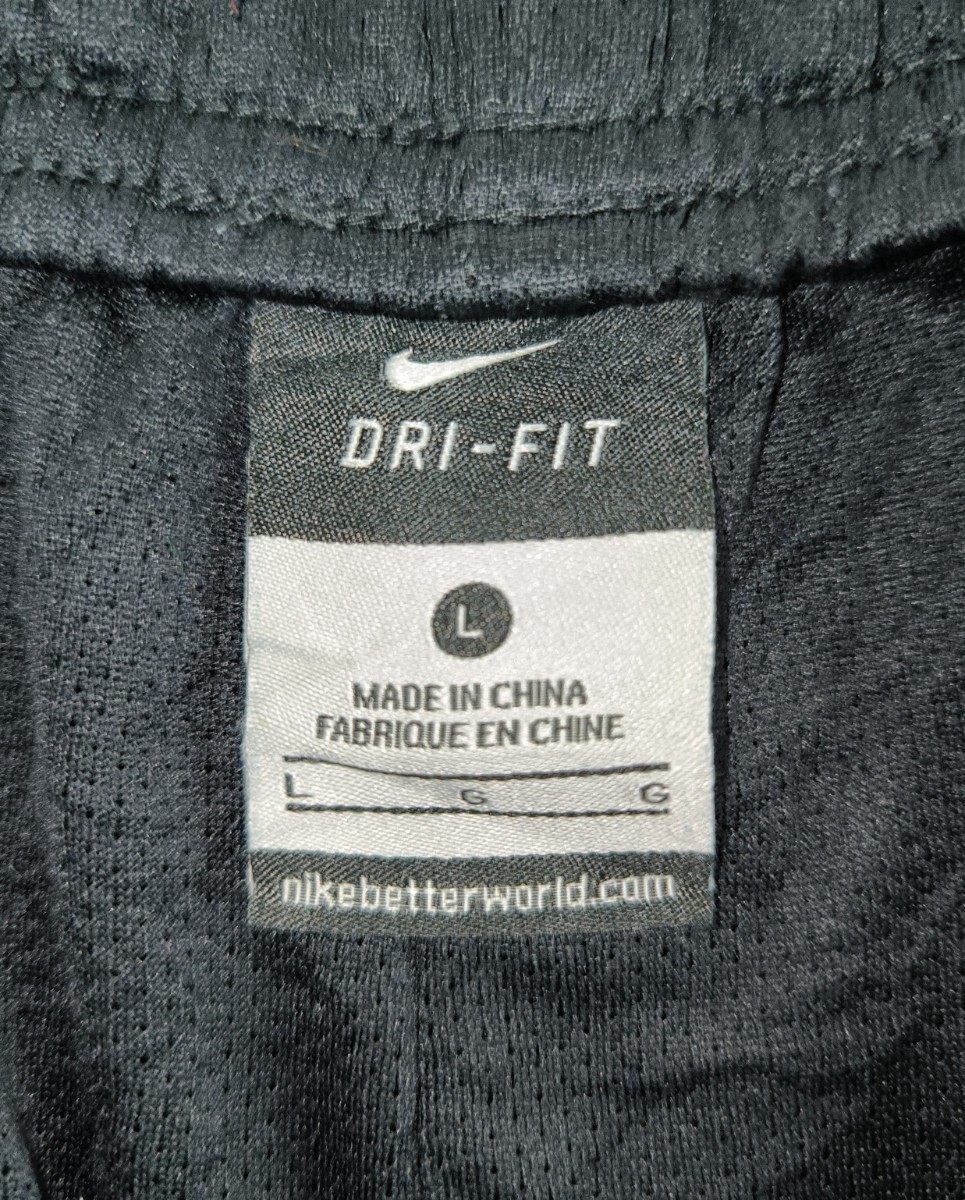 DRI-FIT
L
MADE IN CHINA
FABRIQUE EN CHINE
L G G
nikebetterworld.com